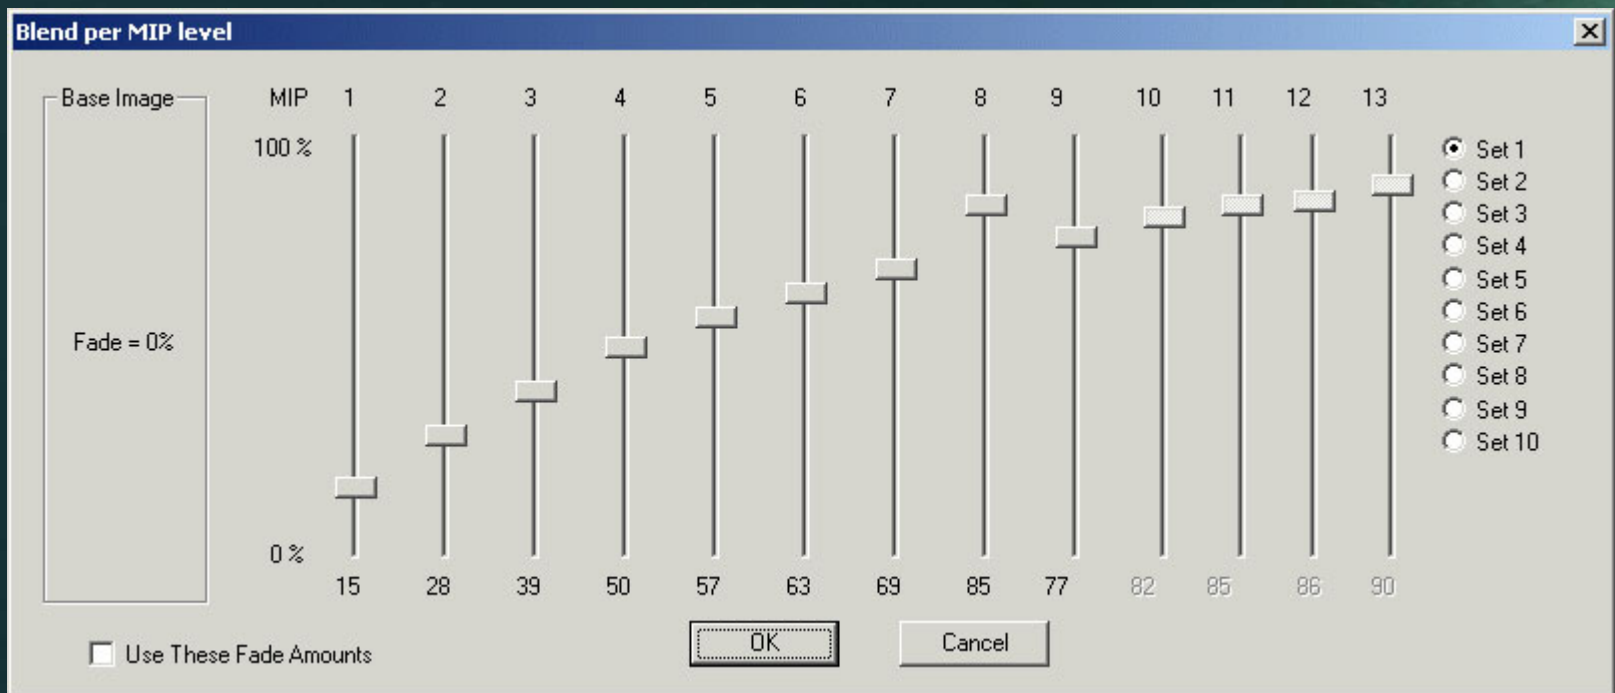 Blend per MIP level
Base Image
Fade = 0%
MIP 1 2 3 4 5 6 7 8 9 10 11 12 13
100 %
0 %
15 28 39 50 57 63 69 85 77 82 85 86 90
Set 1
Set 2
Set 3
Set 4
Set 5
Set 6
Set 7
Set 8
Set 9
Set 10
Use These Fade Amounts
OK
Cancel